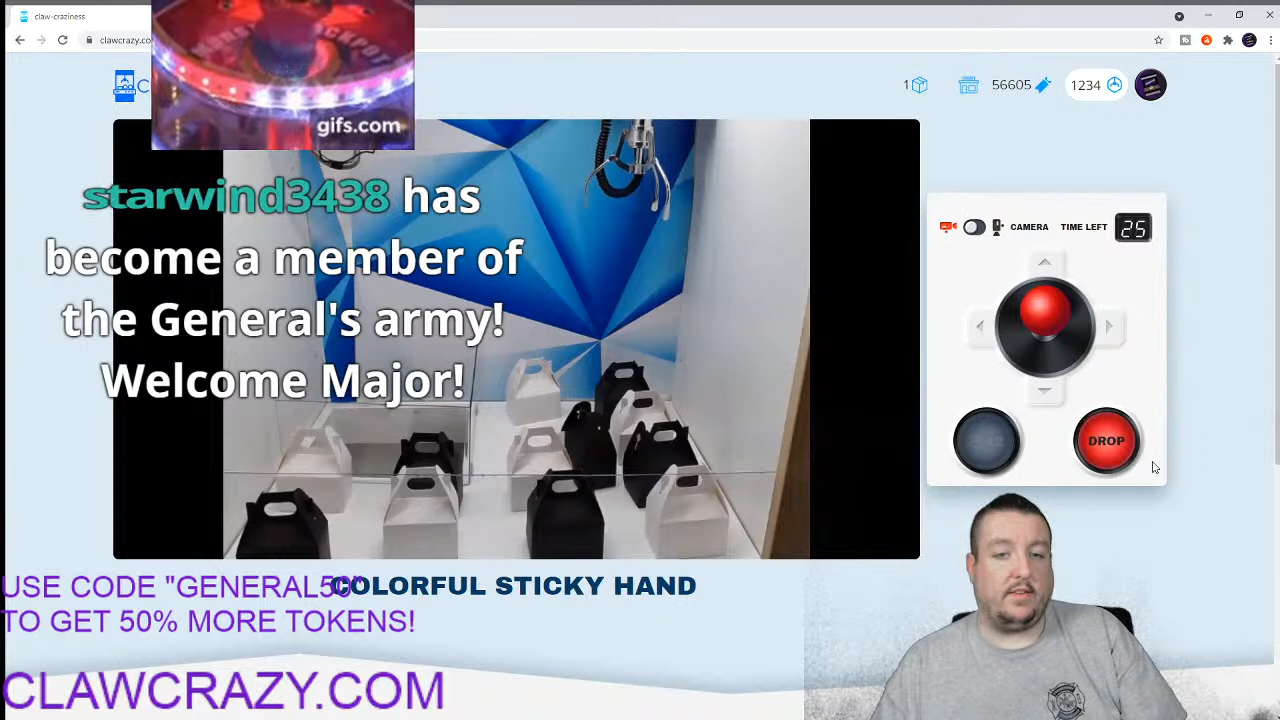 claw-craziness
clawcrazy.co
JACKPOT
gifs.com
C
1
56605
1234
starwind3438 has
become a member of
the General's army!
Welcome Major!
CAMERA
TIME LEFT
25
DROP
COLORFUL STICKY HAND
USE CODE "GENERAL50"
TO GET 50% MORE TOKENS!
CLAWCRAZY.COM